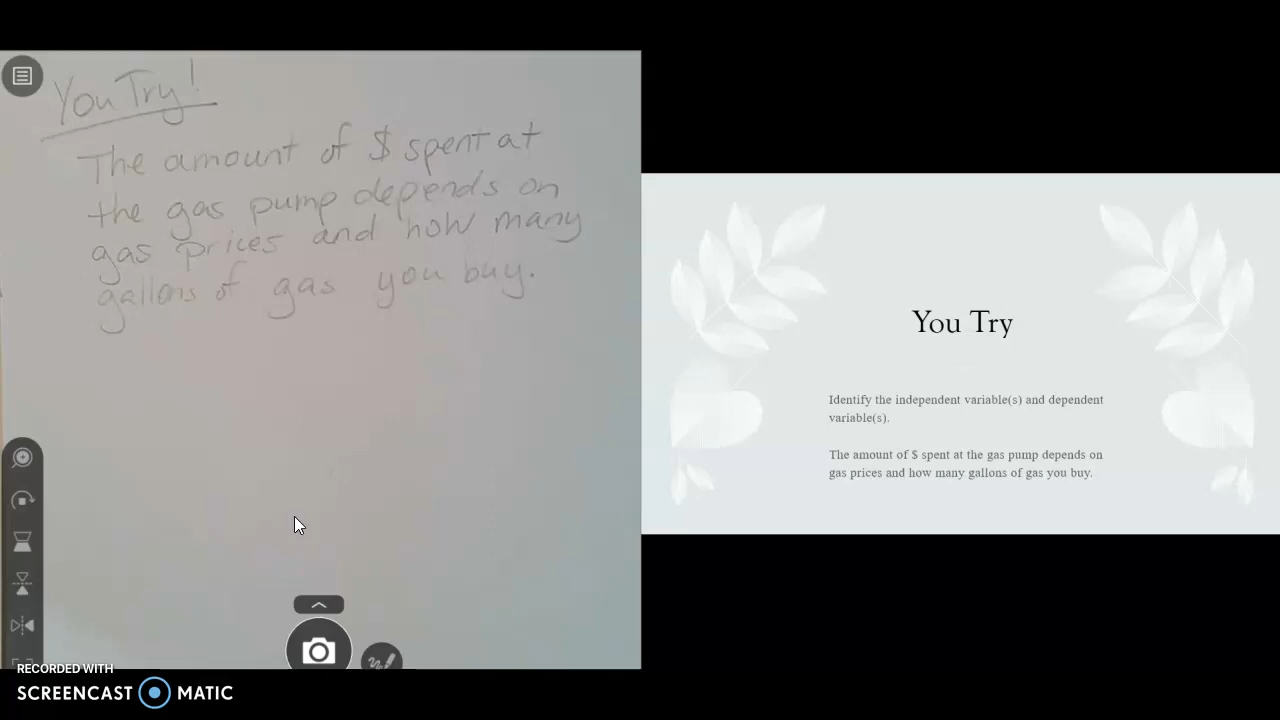 You Try!
The amount of $ spent at
the gas pump depends on
gas prices and how many
gallons of gas you buy.
You Try
Identify the independent variable(s) and dependent
variable(s).
The amount of $ spent at the gas pump depends on
gas prices and how many gallons of gas you buy.
RECORDED WITH
SCREENCAST MATIC